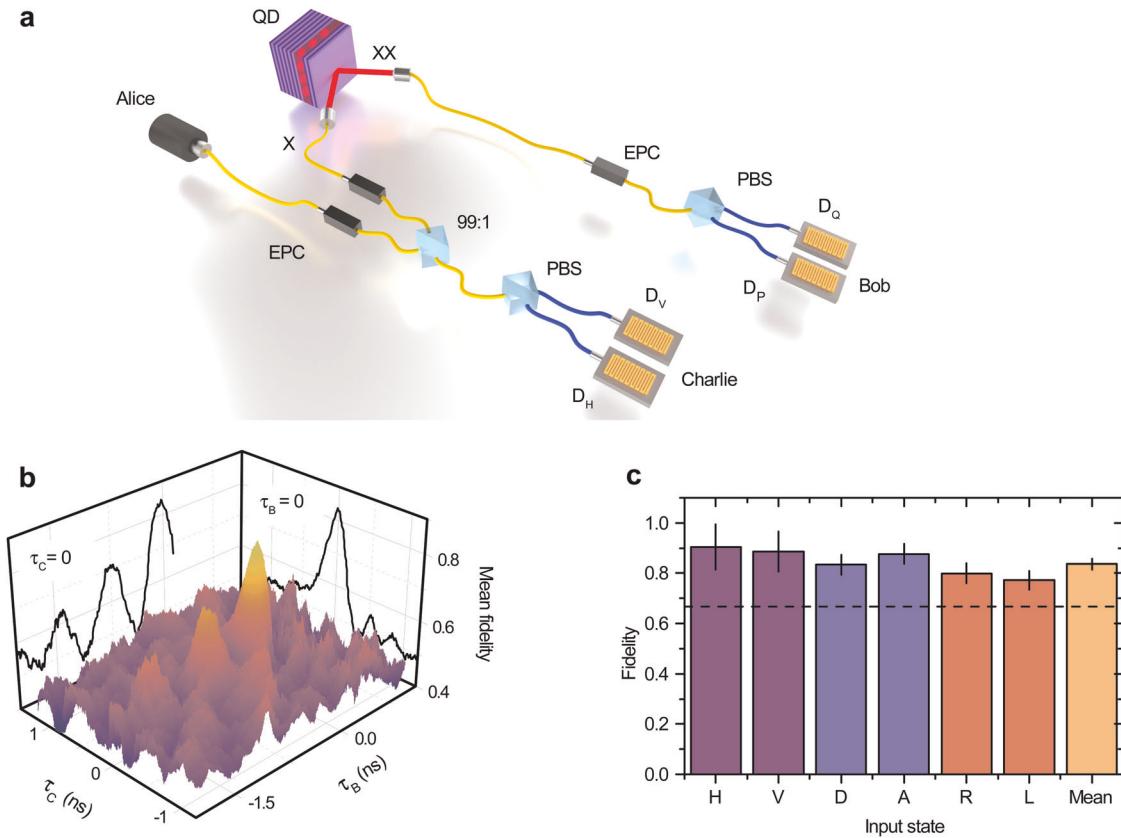 a
QD
XX
Alice
X
EPC
PBS
99:1
EPC
D_Q
PBS
D_P
Bob
D_V
Charlie
D_H
b
τ_C = 0
τ_B = 0
0.8
0.6
0.4
Mean fidelity
1
0
-1
τ_C (ns)
-1.5
0.0
τ_B (ns)
c
1.0
0.8
0.6
0.4
0.2
0.0
Fidelity
H V D A R L Mean
Input state